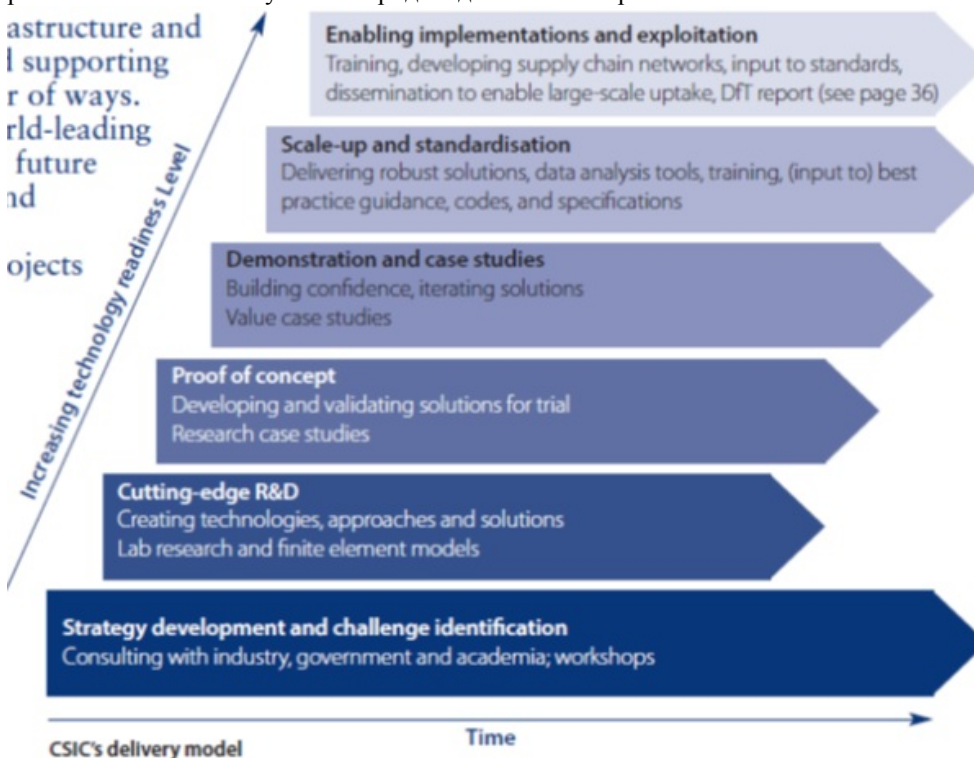 astructure and
supporting
r of ways.
rld-leading
future
nd
ojects
Increasing technology readiness Level
Enabling implementations and exploitation
Training, developing supply chain networks, input to standards,
dissemination to enable large-scale uptake, DfT report (see page 36)
Scale-up and standardisation
Delivering robust solutions, data analysis tools, training, (input to) best
practice guidance, codes, and specifications
Demonstration and case studies
Building confidence, iterating solutions
Value case studies
Proof of concept
Developing and validating solutions for trial
Research case studies
Cutting-edge R&D
Creating technologies, approaches and solutions
Lab research and finite element models
Strategy development and challenge identification
Consulting with industry, government and academia; workshops
Time
CSIC's delivery model